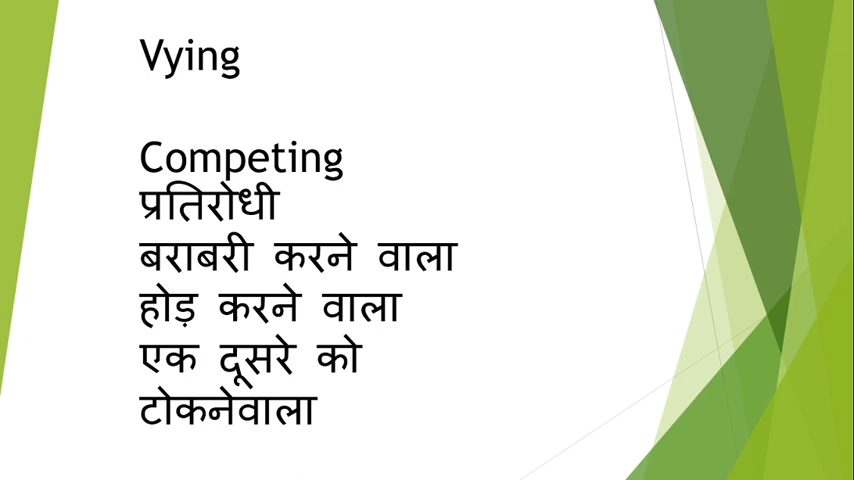 Vying
Competing
प्रतिरोधी
बराबरी करने वाला
होड़ करने वाला
एक दूसरे को
टोकनेवाला